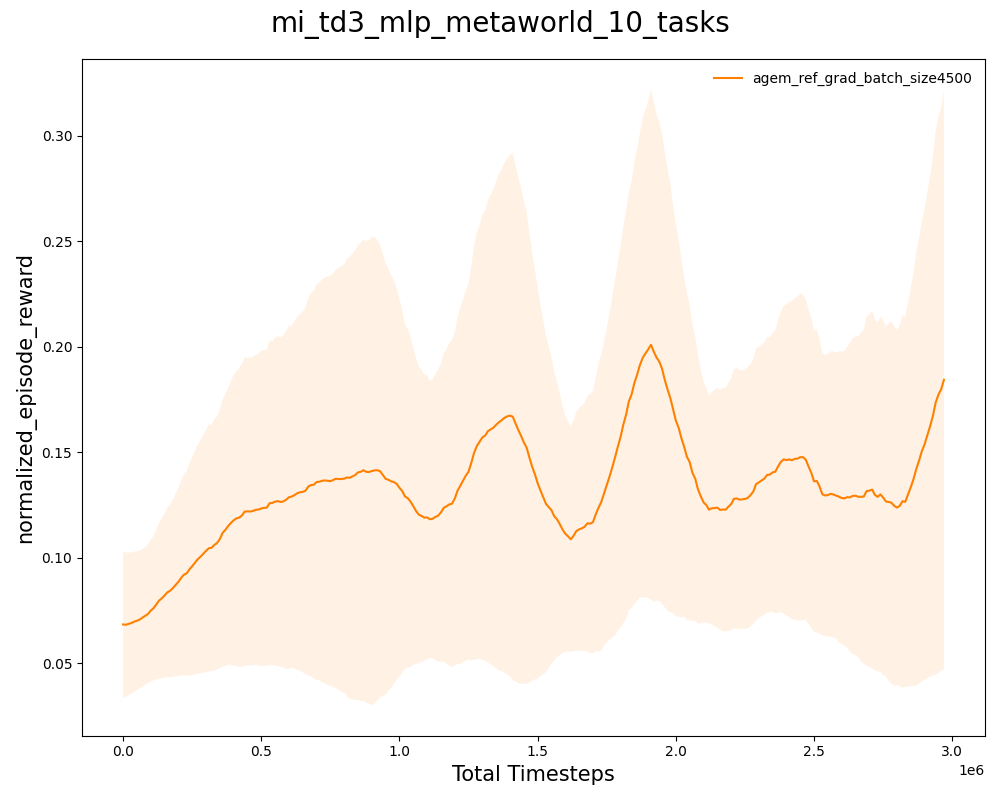 mi_td3_mlp_metaworld_10_tasks
agem_ref_grad_batch_size4500
normalized_episode_reward
0.30
0.25
0.20
0.15
0.10
0.05
0.0 0.5 1.0 1.5 2.0 2.5 3.0
1e6
Total Timesteps